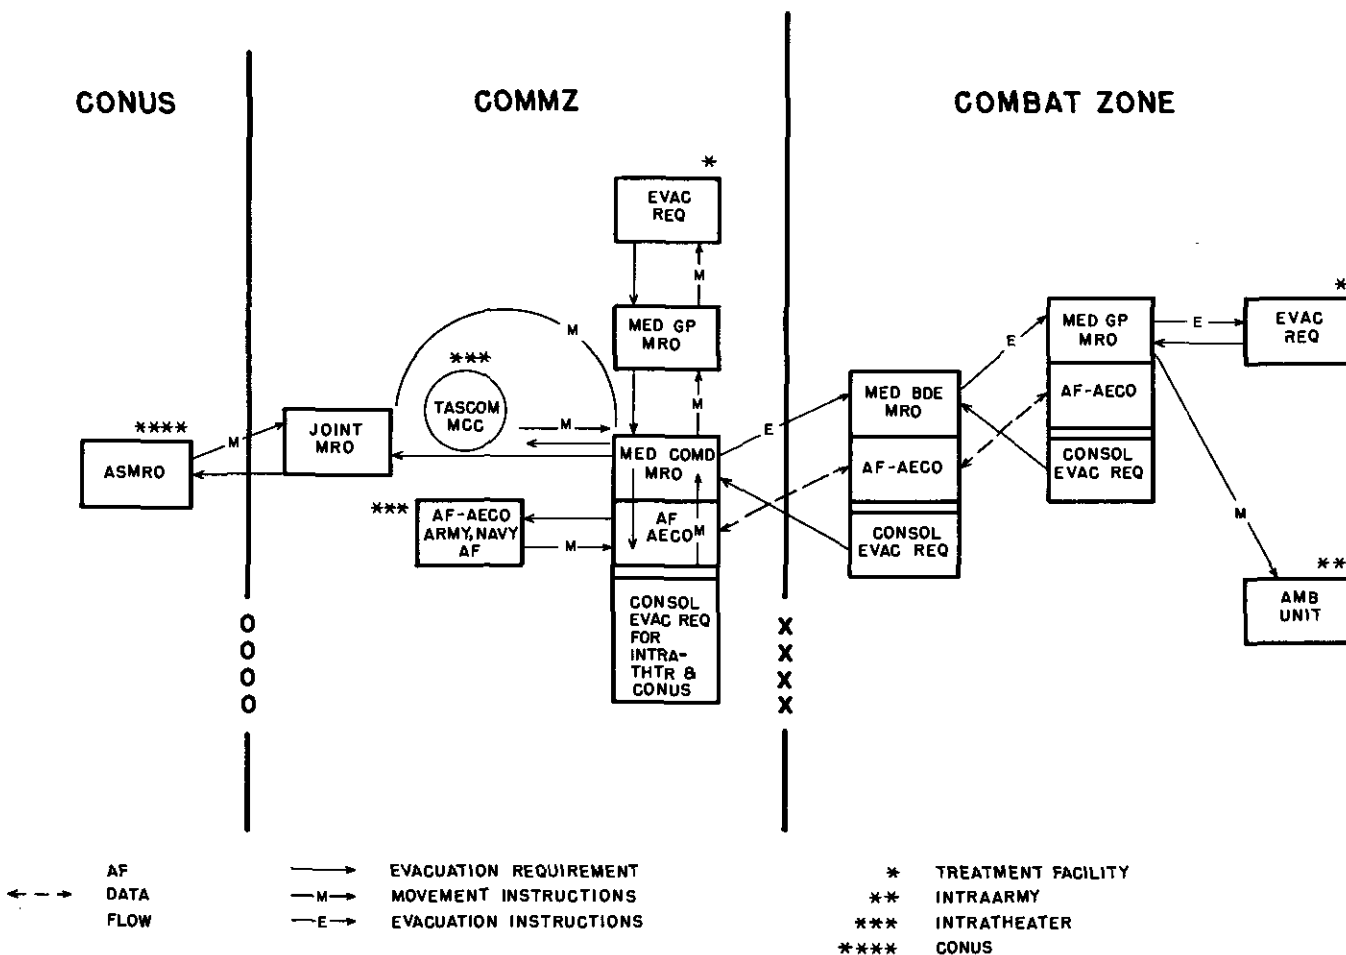 CONUS
COMMZ
COMBAT ZONE
*
EVAC
REQ
M
MED GP
MRO
M
M
***
TASCOM
MCC
M
****
ASMRO
M
JOINT
MRO
MED COMD
MRO
***
AF-AECO
ARMY, NAVY
AF
M
AF
AECO
M
CONSOL
EVAC REQ
FOR
INTRA-
THTR &
CONUS
E
MED BDE
MRO
AF-AECO
CONSOL
EVAC REQ
E
MED GP
MRO
AF-AECO
CONSOL
EVAC REQ
E
*
EVAC
REQ
M
**
AMB
UNIT
O
O
O
O
X
X
X
X
AF
DATA
FLOW
EVACUATION REQUIREMENT
M MOVEMENT INSTRUCTIONS
E EVACUATION INSTRUCTIONS
* TREATMENT FACILITY
** INTRAARMY
*** INTRATHEATER
**** CONUS